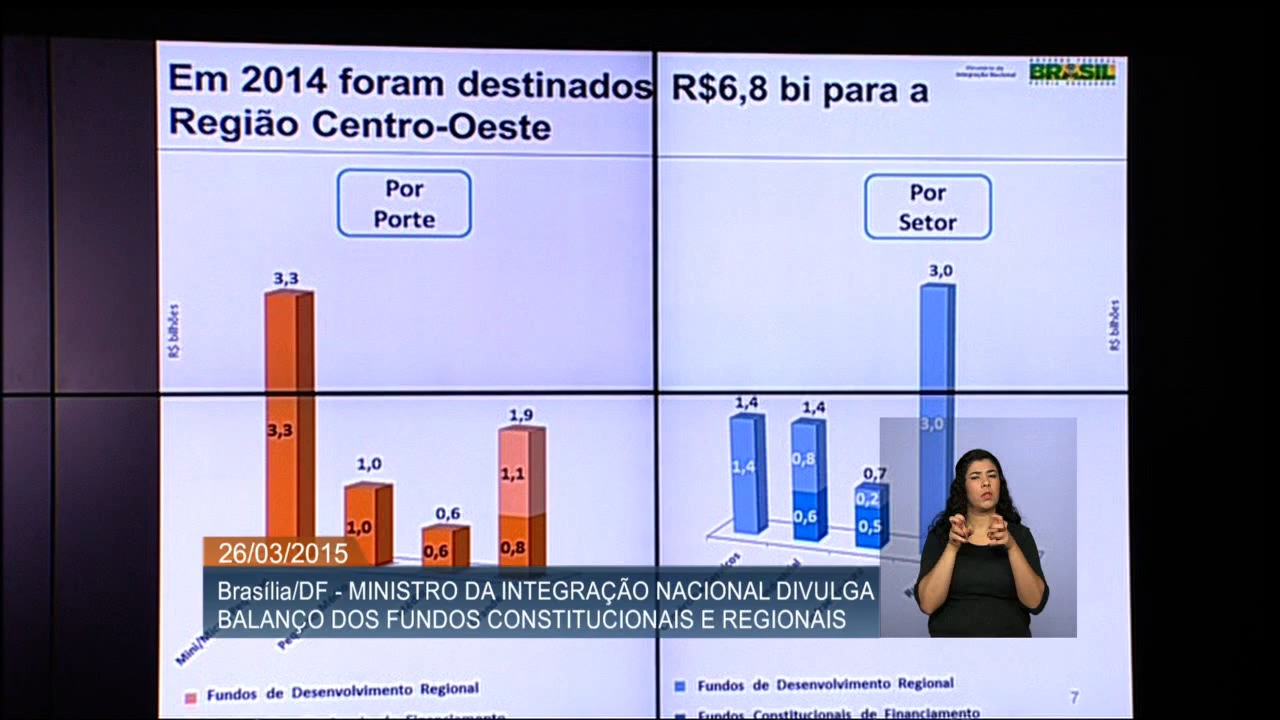 Em 2014 foram destinados R$6,8 bi para a
Região Centro-Oeste
Integração Nacional
BRASIL
Por
Porte
Por
Setor
R$ bilhões
R$ bilhões
3,3
3,3
1,0
1,0
0,6
0,6
1,9
1,1
0,8
1,4
1,4
1,4
0,8
0,6
0,7
0,2
0,5
3,0
3,0
26/03/2015
Brasília/DF - MINISTRO DA INTEGRAÇÃO NACIONAL DIVULGA
BALANÇO DOS FUNDOS CONSTITUCIONAIS E REGIONAIS
Fundos de Desenvolvimento Regional
Fundos de Desenvolvimento Regional
Fundos Constitucionais de Financiamento
7